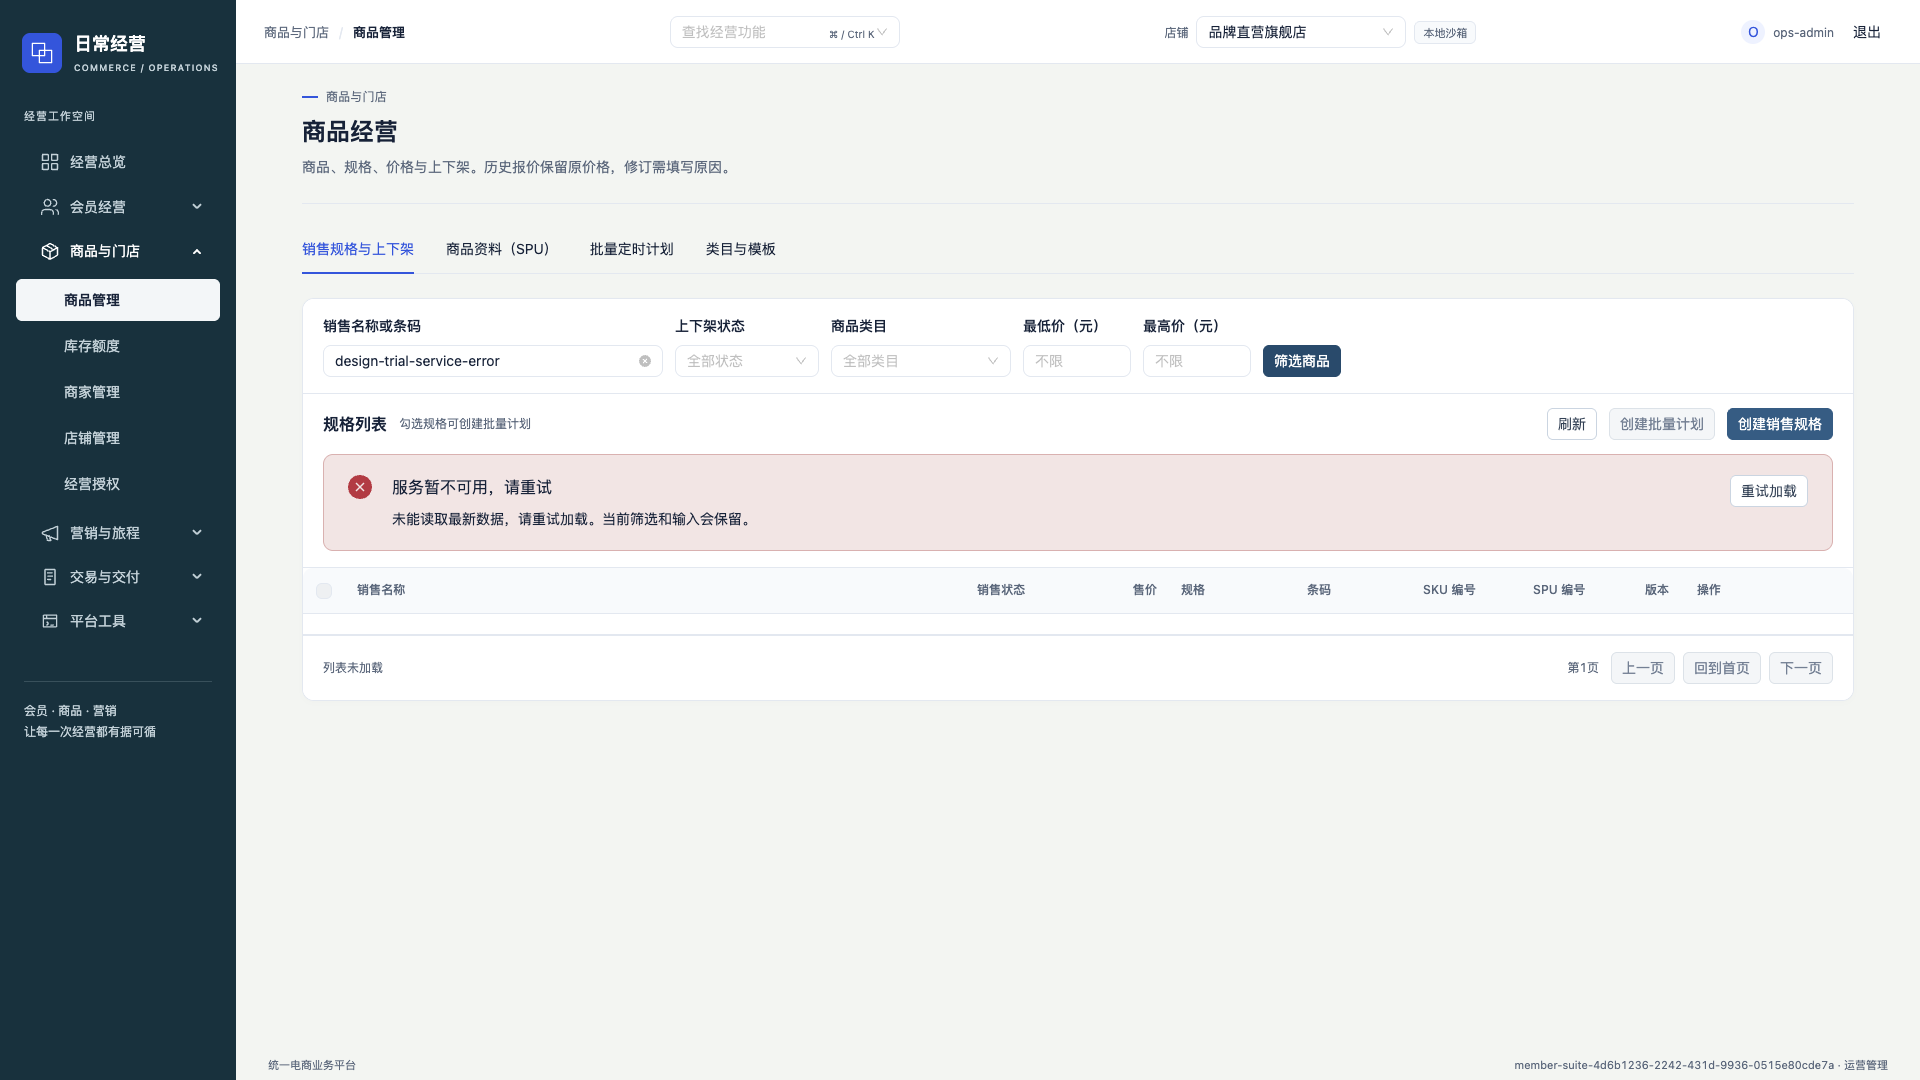 日常经营
COMMERCE / OPERATIONS
经营工作空间
经营总览
会员经营
商品与门店
商品管理
库存额度
商家管理
店铺管理
经营授权
营销与旅程
交易与交付
平台工具
会员 · 商品 · 营销
让每一次经营都有据可循
商品与门店 / 商品管理
查找经营功能 ⌘ / Ctrl K
店铺 品牌直营旗舰店 本地沙箱
O ops-admin 退出
商品与门店
商品经营
商品、规格、价格与上下架。历史报价保留原价格，修订需填写原因。
销售规格与上下架 商品资料（SPU） 批量定时计划 类目与模板
销售名称或条码 上下架状态 商品类目 最低价（元） 最高价（元）
design-trial-service-error 全部状态 全部类目 不限 不限 筛选商品
规格列表 勾选规格可创建批量计划 刷新 创建批量计划 创建销售规格
服务暂不可用，请重试
未能读取最新数据，请重试加载。当前筛选和输入会保留。
重试加载
销售名称 销售状态 售价 规格 条码 SKU 编号 SPU 编号 版本 操作
列表未加载 第1页 上一页 回到首页 下一页
统一电商业务平台 member-suite-4d6b1236-2242-431d-9936-0515e80cde7a · 运营管理